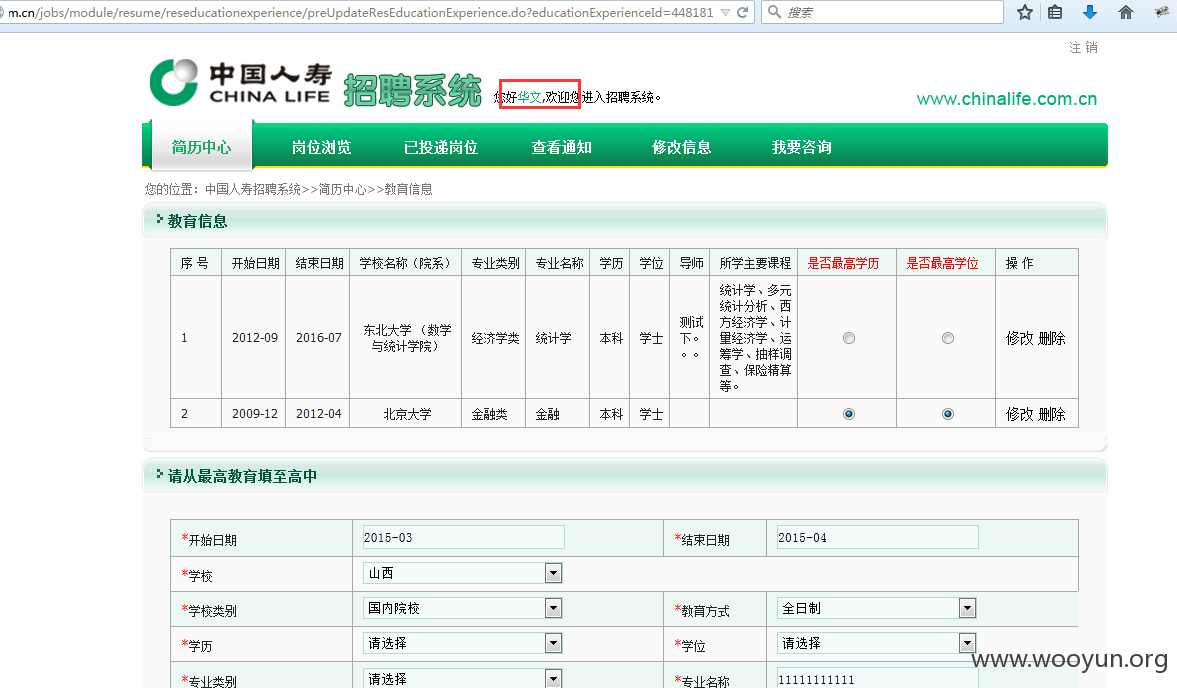 m.cn/jobs/module/resume/reseducationexperience/preUpdateResEducationExperience.do?educationExperienceId=448181
搜索
注 销
中国人寿
CHINA LIFE
招聘系统
您好华文,欢迎您进入招聘系统。
www.chinalife.com.cn
简历中心 岗位浏览 已投递岗位 查看通知 修改信息 我要咨询
您的位置：中国人寿招聘系统>>简历中心>>教育信息
教育信息
序 号 开始日期 结束日期 学校名称（院系） 专业类别 专业名称 学历 学位 导师 所学主要课程 是否最高学历 是否最高学位 操 作
1 2012-09 2016-07 东北大学 （数学与统计学院） 经济学类 统计学 本科 学士 测试下。。。 统计学、多元统计分析、西方经济学、计量经济学、运筹学、抽样调查、保险精算等。 修改 删除
2 2009-12 2012-04 北京大学 金融类 金融 本科 学士 修改 删除
请从最高教育填至高中
*开始日期 2015-03 *结束日期 2015-04
*学校 山西
*学校类别 国内院校 *教育方式 全日制
*学历 请选择 *学位 请选择
*专业类别 请选择 *专业名称 11111111111
www.wooyun.org